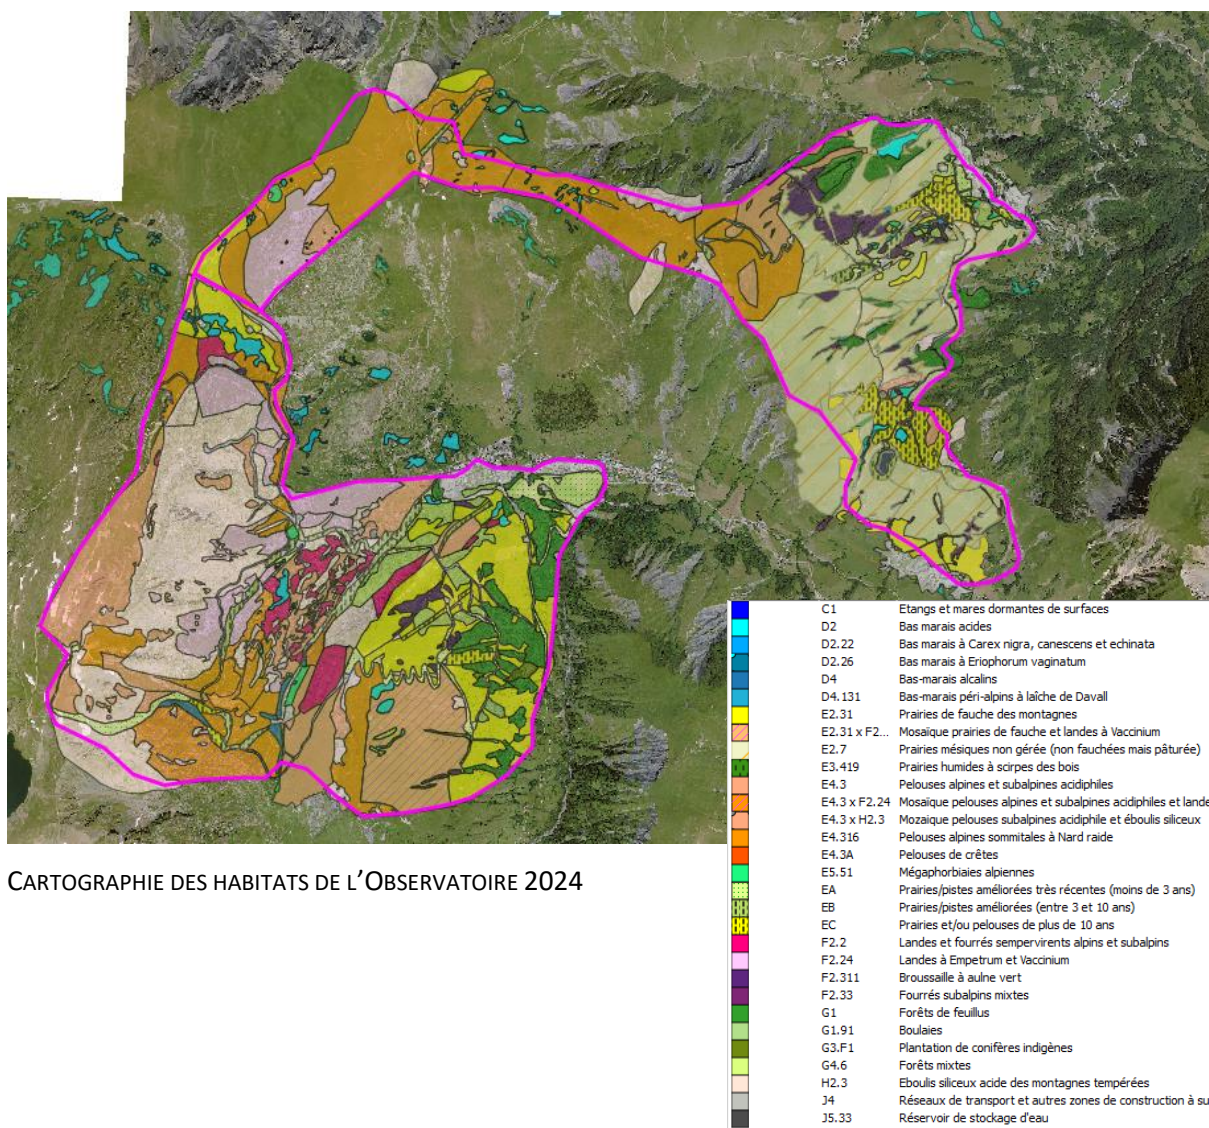 C1 Etangs et mares dormantes de surfaces
D2 Bas marais acides
D2.22 Bas marais à Carex nigra, canescens et echinata
D2.26 Bas marais à Eriophorum vaginatum
D4 Bas-marais alcalins
D4.131 Bas-marais péri-alpins à laîche de Davall
E2.31 Prairies de fauche des montagnes
E2.31 x F2... Mosaïque prairies de fauche et landes à Vaccinium
E2.7 Prairies mésiques non gérée (non fauchées mais pâturée)
E3.419 Prairies humides à scirpes des bois
E4.3 Pelouses alpines et subalpines acidiphiles
E4.3 x F2.24 Mosaïque pelouses alpines et subalpines acidiphiles et lande
E4.3 x H2.3 Mozaique pelouses subalpines acidiphile et éboulis siliceux
E4.316 Pelouses alpines sommitales à Nard raide
E4.3A Pelouses de crêtes
E5.51 Mégaphorbiaies alpiennes
EA Prairies/pistes améliorées très récentes (moins de 3 ans)
EB Prairies/pistes améliorées (entre 3 et 10 ans)
EC Prairies et/ou pelouses de plus de 10 ans
F2.2 Landes et fourrés sempervirents alpins et subalpins
F2.24 Landes à Empetrum et Vaccinium
F2.311 Broussaille à aulne vert
F2.33 Fourrés subalpins mixtes
G1 Forêts de feuillus
G1.91 Boulaies
G3.F1 Plantation de conifères indigènes
G4.6 Forêts mixtes
H2.3 Eboulis siliceux acide des montagnes tempérées
J4 Réseaux de transport et autres zones de construction à su
J5.33 Réservoir de stockage d'eau
CARTOGRAPHIE DES HABITATS DE L'OBSERVATOIRE 2024